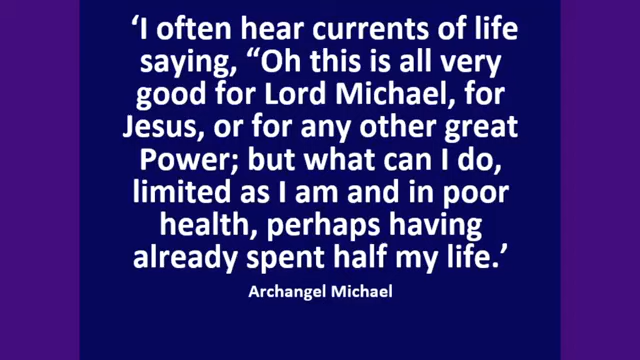 ‘I often hear currents of life
saying, “Oh this is all very
good for Lord Michael, for
Jesus, or for any other great
Power; but what can I do,
limited as I am and in poor
health, perhaps having
already spent half my life.’
Archangel Michael